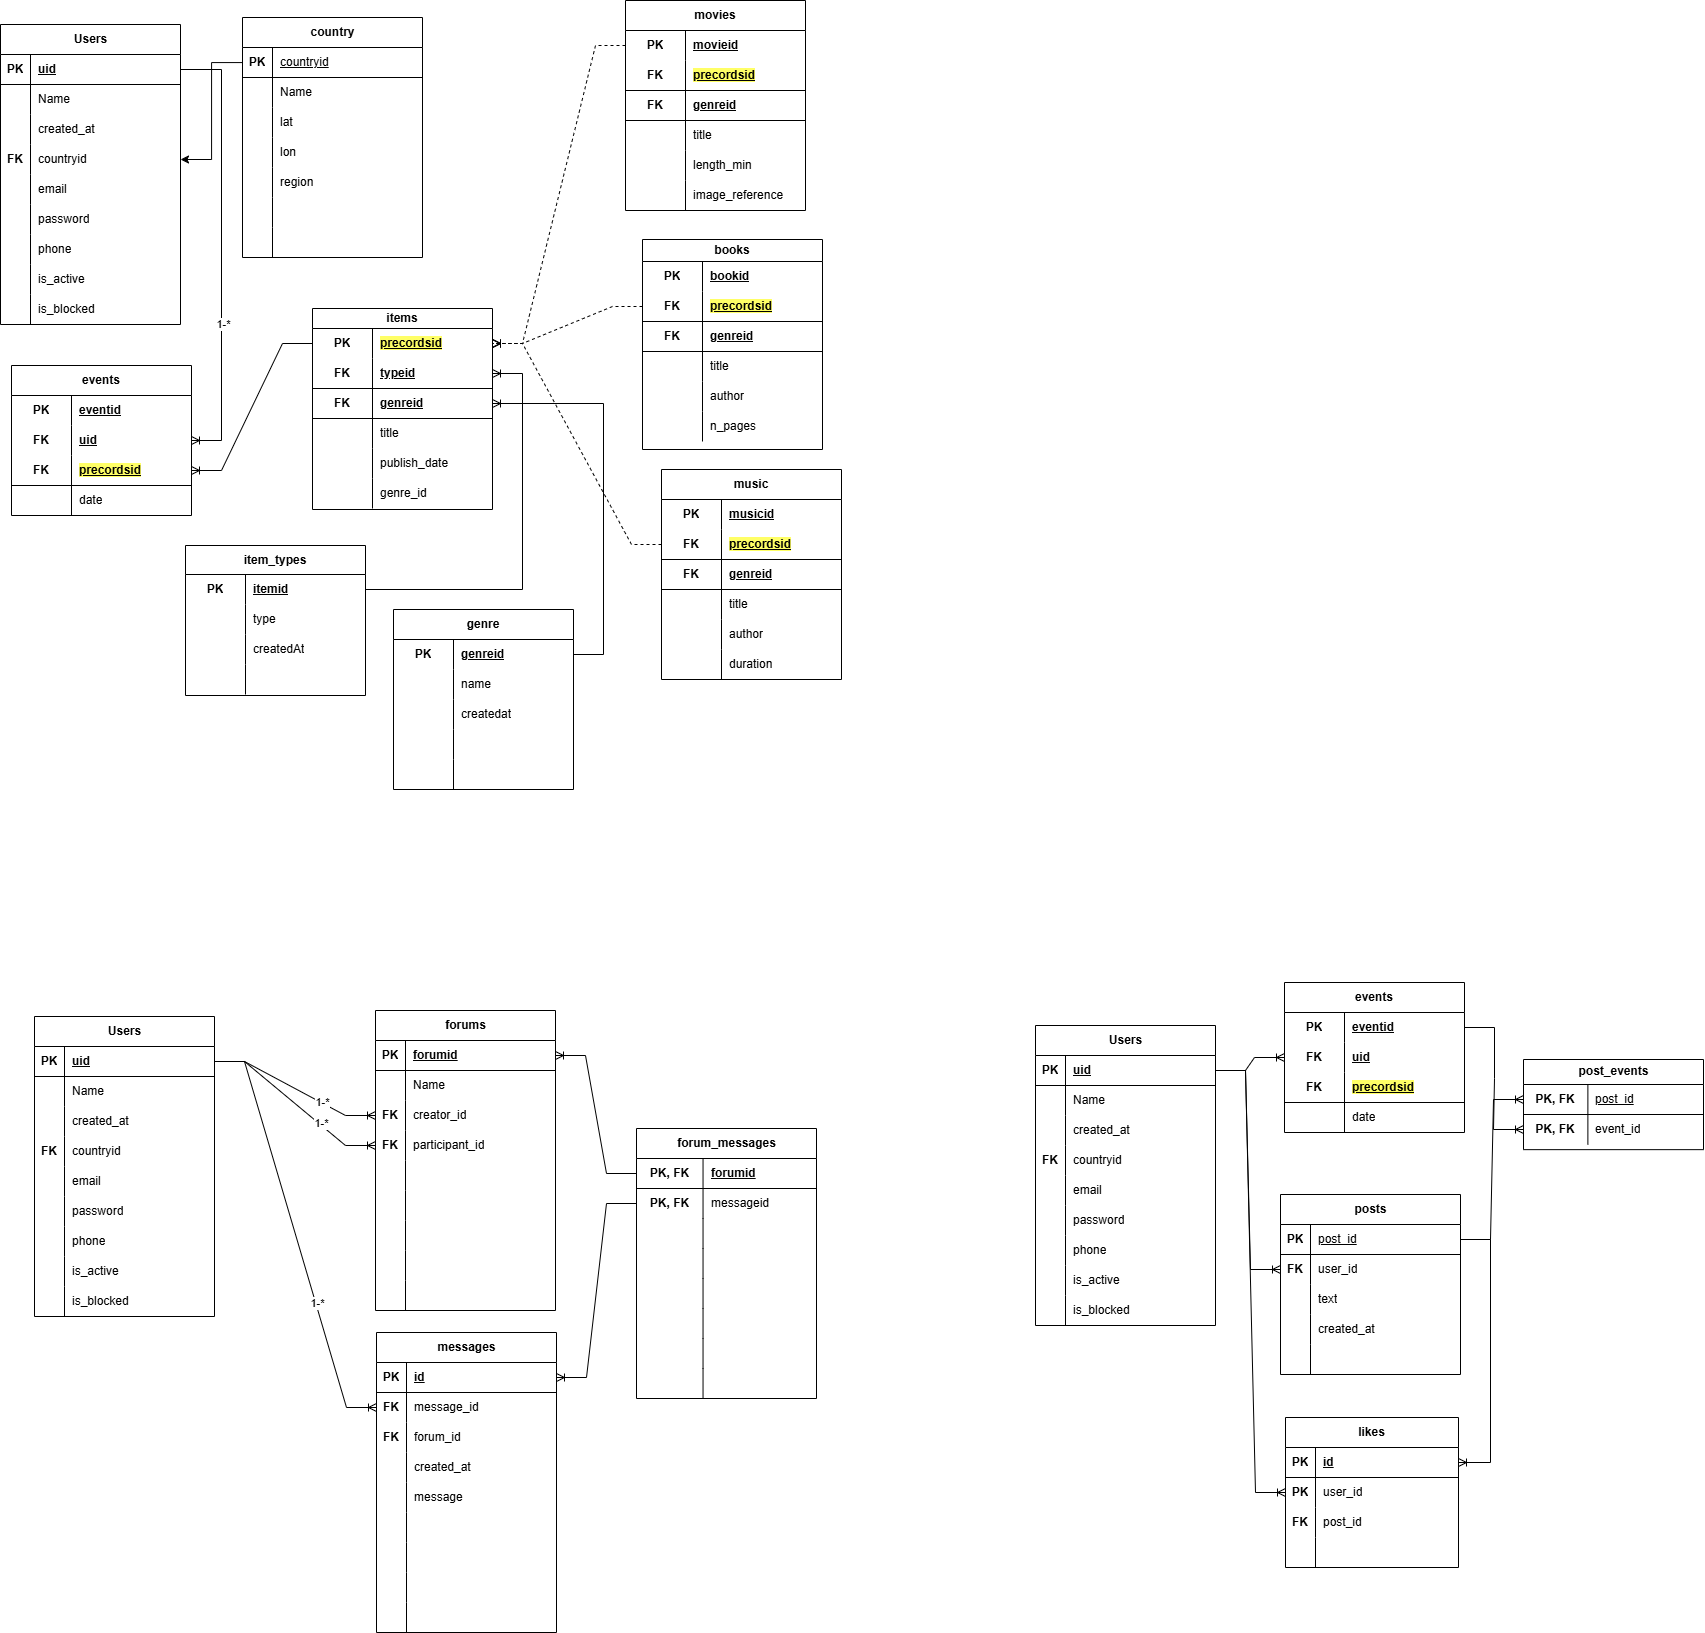 Users
PK uid
Name
created_at
FK countryid
email
password
phone
is_active
is_blocked
country
PK countryid
Name
lat
lon
region
movies
PK movieid
FK precordsid
FK genreid
title
length_min
image_reference
books
PK bookid
FK precordsid
FK genreid
title
author
n_pages
1-*
items
PK precordsid
FK typeid
FK genreid
title
publish_date
genre_id
events
PK eventid
FK uid
FK precordsid
date
music
PK musicid
FK precordsid
FK genreid
title
author
duration
item_types
PK itemid
type
createdAt
genre
PK genreid
name
createdat
Users
PK uid
Name
created_at
FK countryid
email
password
phone
is_active
is_blocked
1-*
1-*
1-*
forums
PK forumid
Name
FK creator_id
FK participant_id
forum_messages
PK, FK forumid
PK, FK messageid
messages
PK id
FK message_id
FK forum_id
created_at
message
Users
PK uid
Name
created_at
FK countryid
email
password
phone
is_active
is_blocked
events
PK eventid
FK uid
FK precordsid
date
post_events
PK, FK post_id
PK, FK event_id
posts
PK post_id
FK user_id
text
created_at
likes
PK id
PK user_id
FK post_id